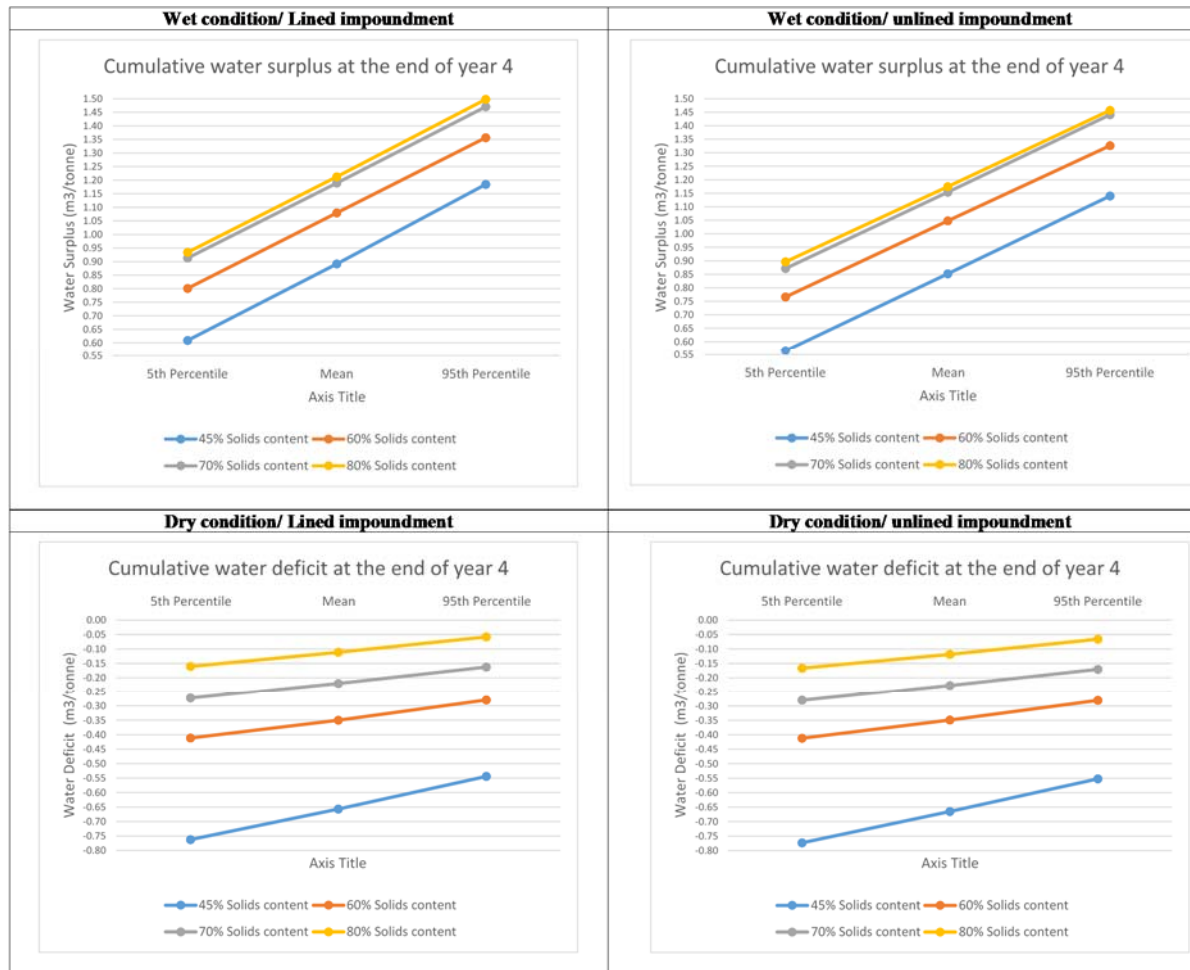 Wet condition/ Lined impoundment
Cumulative water surplus at the end of year 4
Water Surplus (m3/tonne)
1.50
1.45
1.40
1.35
1.30
1.25
1.20
1.15
1.10
1.05
1.00
0.95
0.90
0.85
0.80
0.75
0.70
0.65
0.60
0.55
5th Percentile Mean 95th Percentile
Axis Title
45% Solids content 60% Solids content
70% Solids content 80% Solids content
Wet condition/ unlined impoundment
Cumulative water surplus at the end of year 4
Water Surplus (m3/tonne)
1.50
1.45
1.40
1.35
1.30
1.25
1.20
1.15
1.10
1.05
1.00
0.95
0.90
0.85
0.80
0.75
0.70
0.65
0.60
0.55
5th Percentile Mean 95th Percentile
Axis Title
45% Solids content 60% Solids content
70% Solids content 80% Solids content
Dry condition/ Lined impoundment
Cumulative water deficit at the end of year 4
5th Percentile Mean 95th Percentile
Water Deficit (m3/tonne)
0.00
-0.05
-0.10
-0.15
-0.20
-0.25
-0.30
-0.35
-0.40
-0.45
-0.50
-0.55
-0.60
-0.65
-0.70
-0.75
-0.80
Axis Title
45% Solids content 60% Solids content
70% Solids content 80% Solids content
Dry condition/ unlined impoundment
Cumulative water deficit at the end of year 4
5th Percentile Mean 95th Percentile
Water Deficit (m3/tonne)
0.00
-0.05
-0.10
-0.15
-0.20
-0.25
-0.30
-0.35
-0.40
-0.45
-0.50
-0.55
-0.60
-0.65
-0.70
-0.75
-0.80
Axis Title
45% Solids content 60% Solids content
70% Solids content 80% Solids content